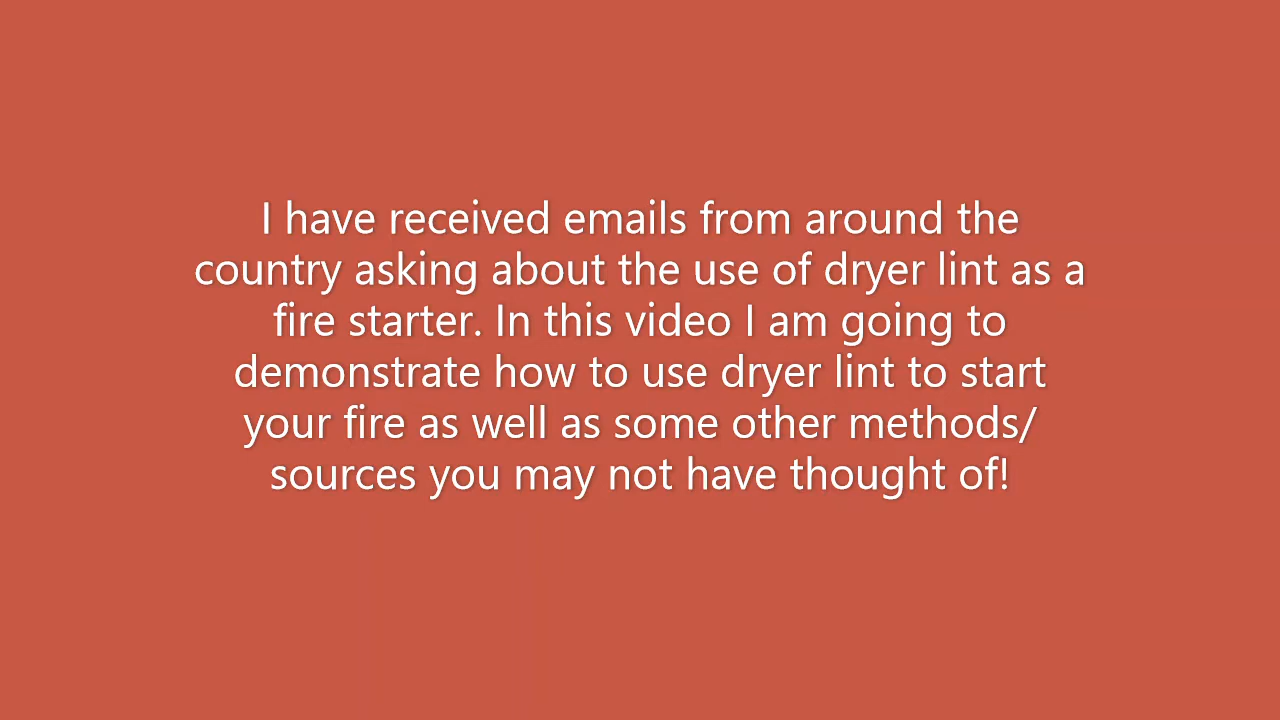 I have received emails from around the
country asking about the use of dryer lint as a
fire starter. In this video I am going to
demonstrate how to use dryer lint to start
your fire as well as some other methods/
sources you may not have thought of!